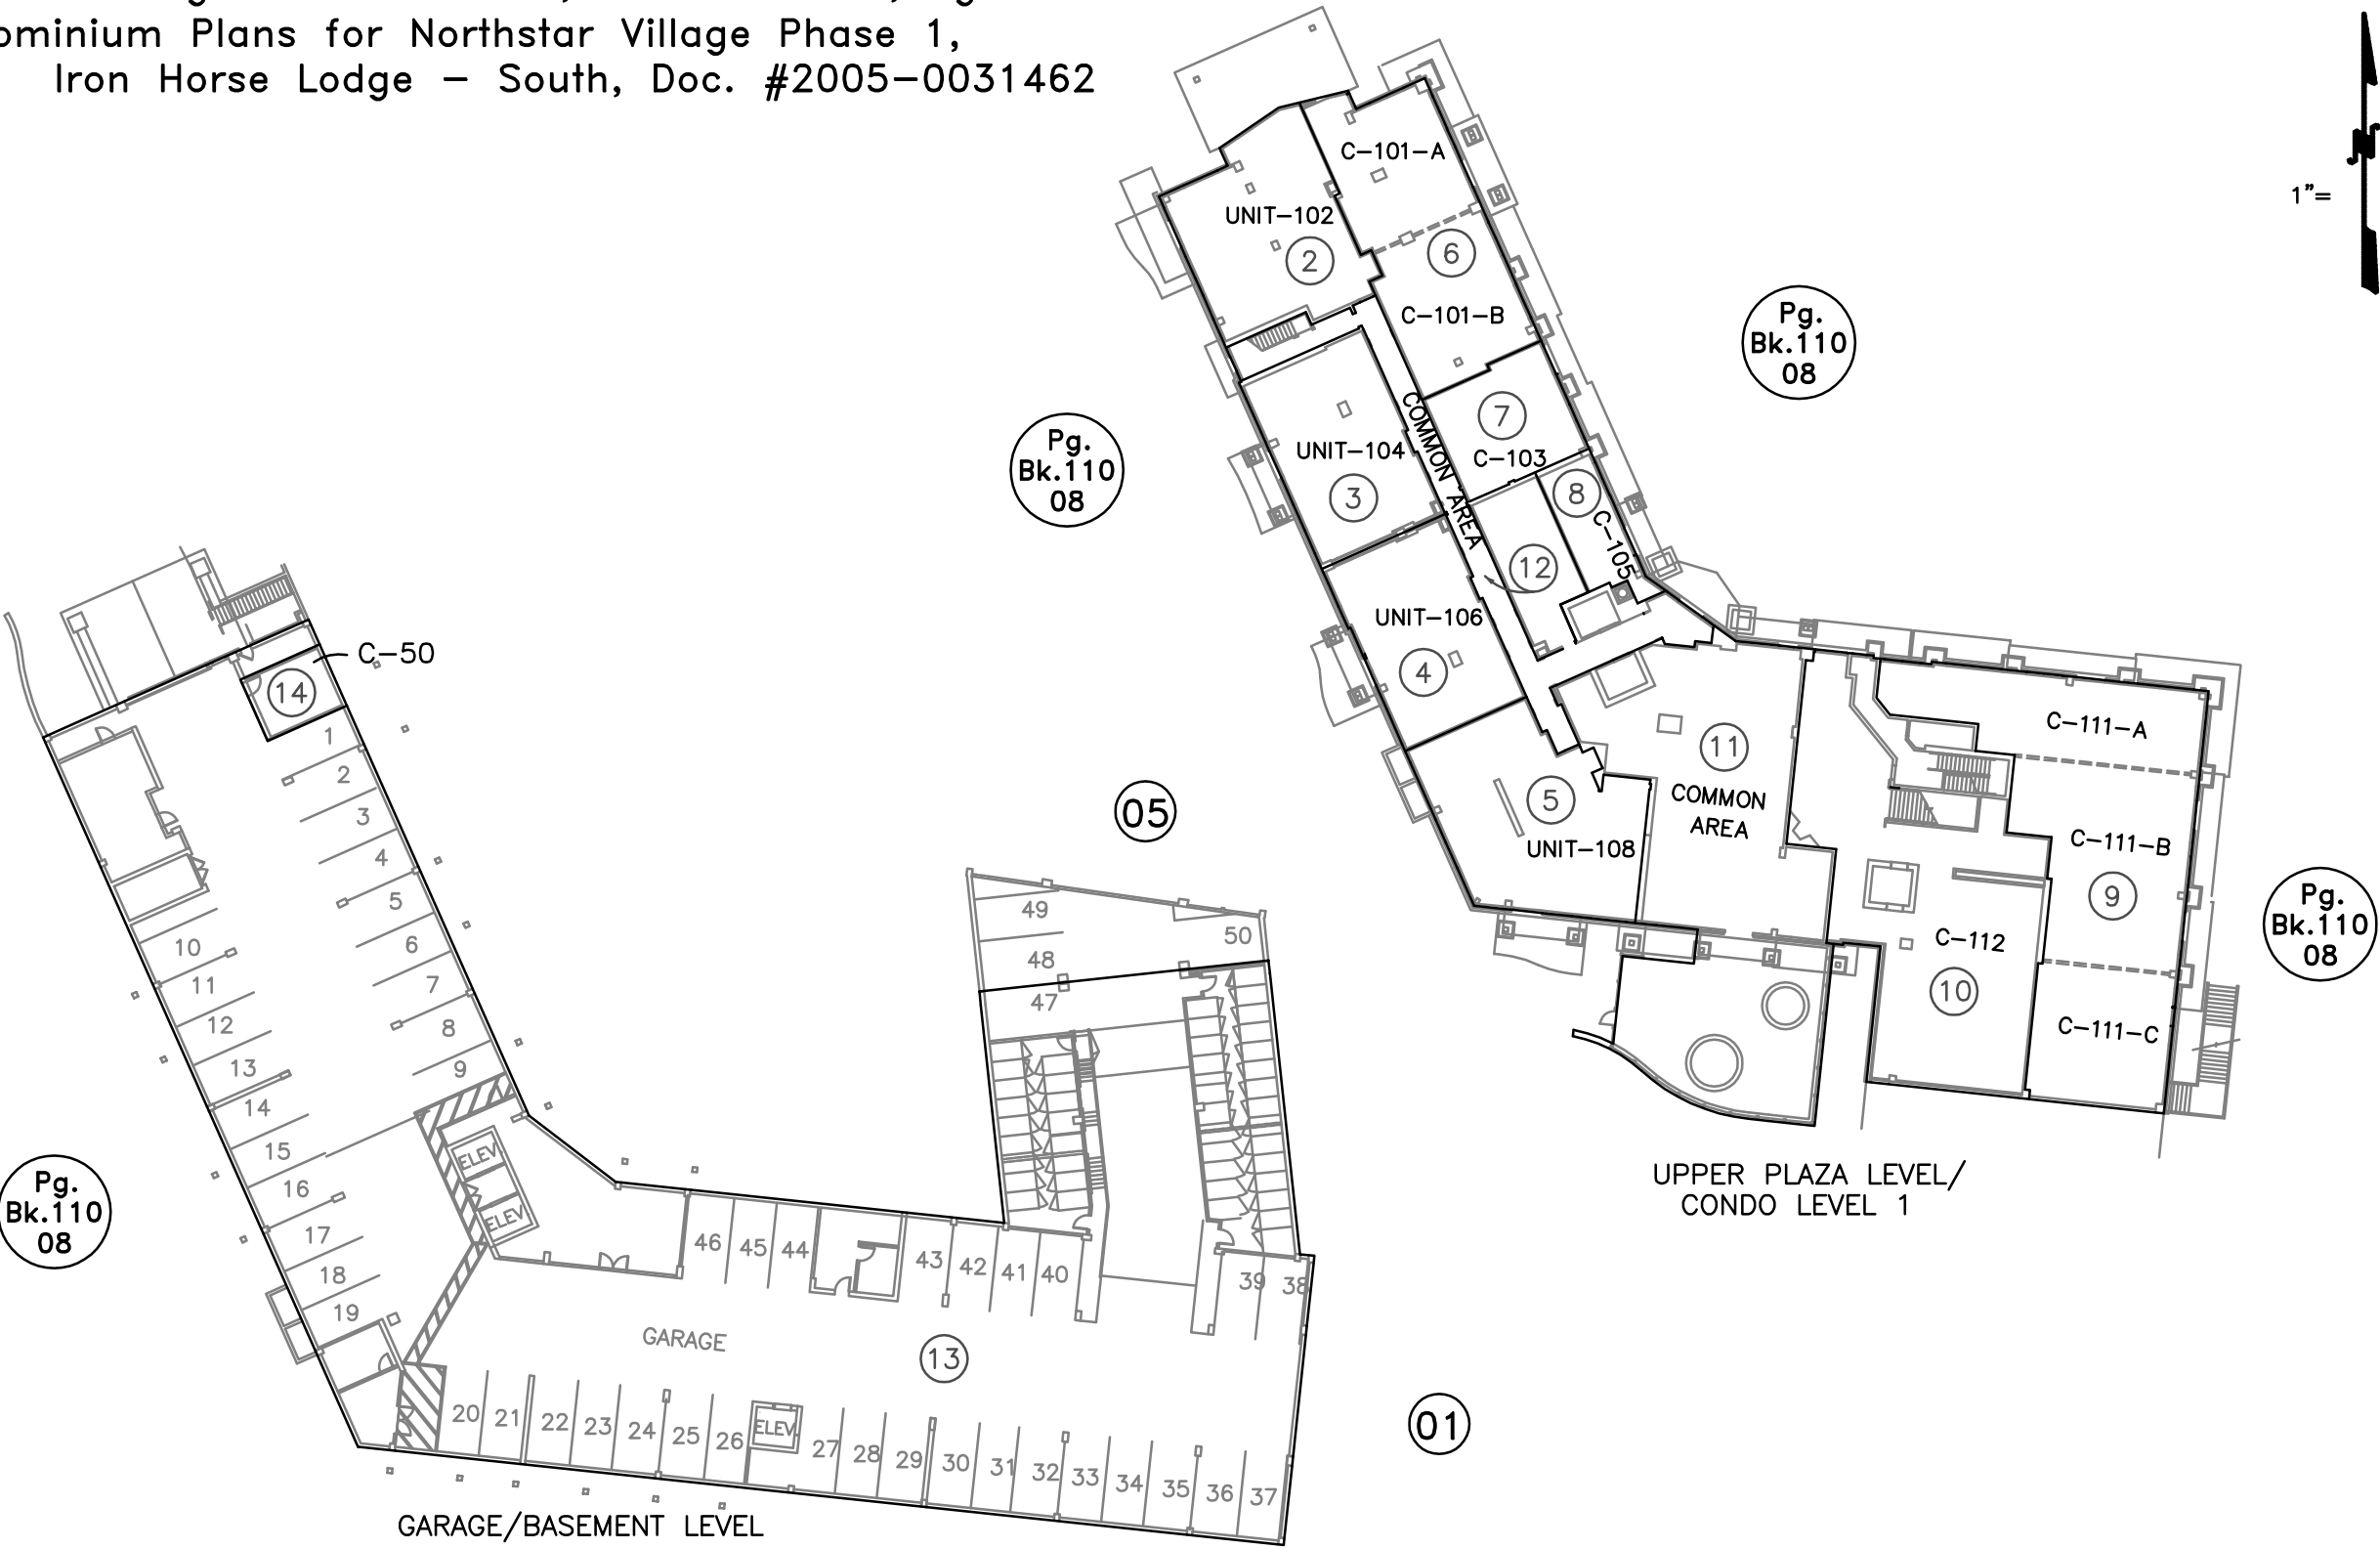 ominium Plans for Northstar Village Phase 1,
Iron Horse Lodge – South, Doc. #2005–0031462
1"=
C–101–A
UNIT–102
2
6
C–101–B
Pg.
Bk.110
08
Pg.
Bk.110
08
COMMON AREA
7
C–103
UNIT–104
3
8
C–105
12
UNIT–106
4
11
COMMON
AREA
5
UNIT–108
C–111–A
C–111–B
9
C–112
10
C–111–C
Pg.
Bk.110
08
UPPER PLAZA LEVEL/
CONDO LEVEL 1
05
01
C–50
14
1
2
3
4
5
6
7
8
9
10
11
12
13
14
15
16
17
18
19
Pg.
Bk.110
08
ELEV
ELEV
49
50
48
47
46
45
44
43
42
41
40
39
38
GARAGE
13
20
21
22
23
24
25
26
ELEV
27
28
29
30
31
32
33
34
35
36
37
GARAGE/BASEMENT LEVEL